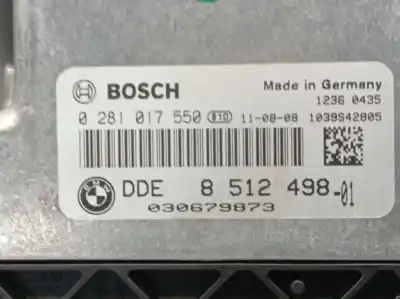 BOSCH
Made in Germany
1236 0435
0 281 017 550 810 11-08-08 1039S42805
DDE 8 512 498-01
030679873